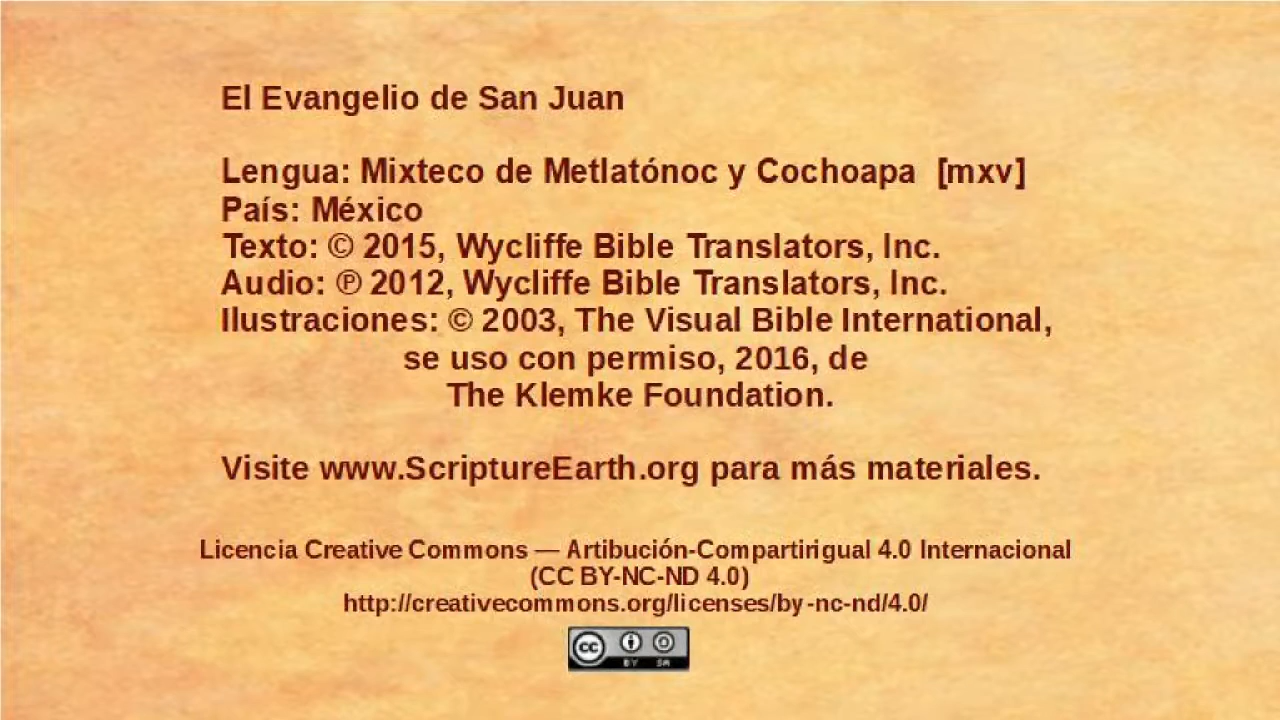 El Evangelio de San Juan
Lengua: Mixteco de Metlatónoc y Cochoapa [mxv]
País: México
Texto: © 2015, Wycliffe Bible Translators, Inc.
Audio: ℗ 2012, Wycliffe Bible Translators, Inc.
Ilustraciones: © 2003, The Visual Bible International,
se uso con permiso, 2016, de
The Klemke Foundation.
Visite www.ScriptureEarth.org para más materiales.
Licencia Creative Commons — Artibución-Compartirigual 4.0 Internacional
(CC BY-NC-ND 4.0)
http://creativecommons.org/licenses/by-nc-nd/4.0/
cc
BY SA